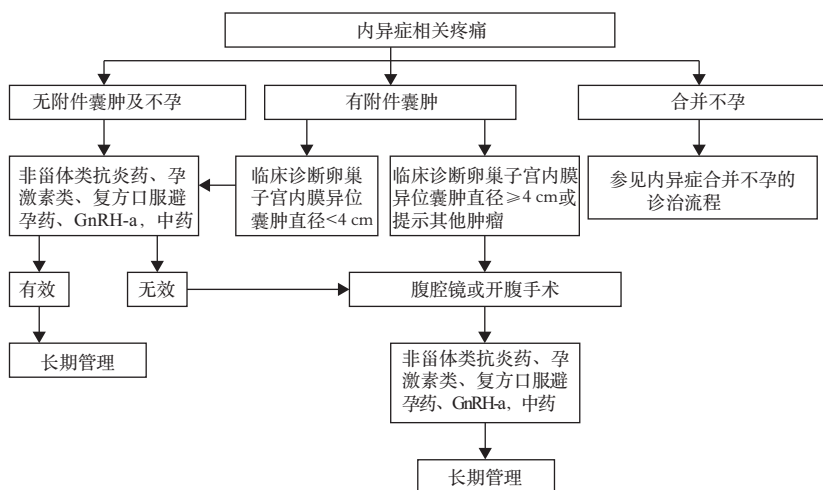 内异症相关疼痛
无附件囊肿及不孕
有附件囊肿
合并不孕
非甾体类抗炎药、孕
激素类、复方口服避
孕药、GnRH-a, 中药
临床诊断卵巢
子宫内膜异位
囊肿直径<4 cm
临床诊断卵巢子宫内膜
异位囊肿直径≥4 cm或
提示其他肿瘤
参见内异症合并不孕的
诊治流程
有效
无效
腹腔镜或开腹手术
长期管理
非甾体类抗炎药、孕
激素类、复方口服避
孕药、GnRH-a, 中药
长期管理